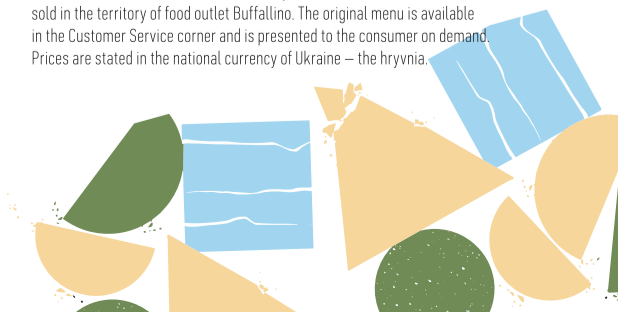 sold in the territory of food outlet Buffallino. The original menu is available
in the Customer Service corner and is presented to the consumer on demand.
Prices are stated in the national currency of Ukraine – the hryvnia.